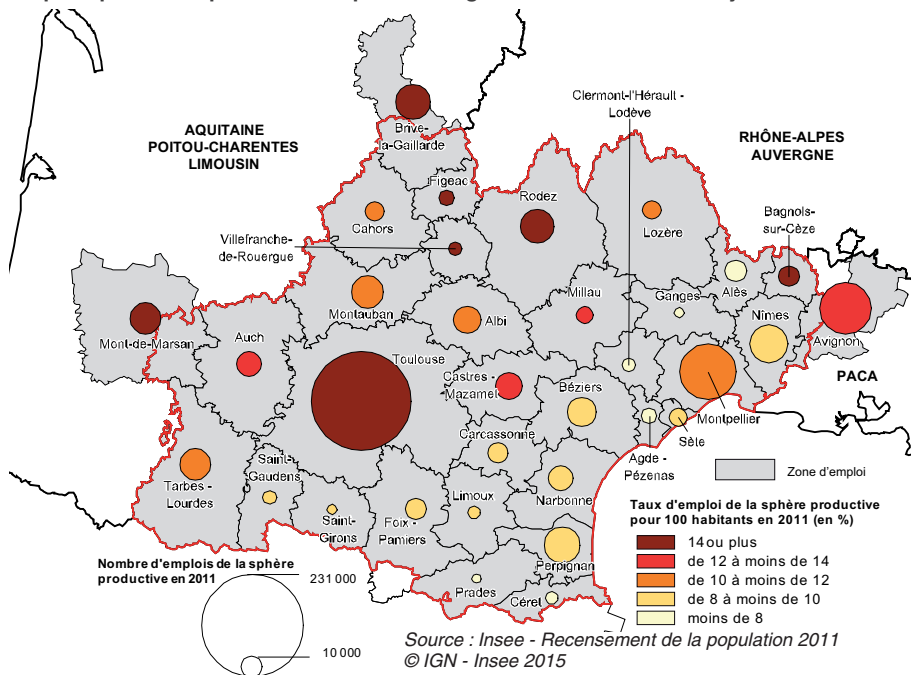 Clermont-l'Hérault -
Lodève
AQUITAINE
POITOU-CHARENTES
LIMOUSIN
RHÔNE-ALPES
AUVERGNE
Brive-
la-Gaillarde
Figeac
Rodez
Cahors
Lozère
Bagnols-
sur-Cèze
Villefranche-
de-Rouergue
Alès
Millau
Ganges
Nîmes
Montauban
Albi
Mont-de-Marsan
Auch
Avignon
Toulouse
Castres -
Mazamet
Béziers
PACA
Montpellier
Sète
Carcassonne
Agde -
Pézenas
Zone d'emploi
Tarbes -
Lourdes
Saint-
Gaudens
Saint-
Girons
Foix -
Pamiers
Limoux
Narbonne
Perpignan
Prades
Céret
Taux d'emploi de la sphère productive
pour 100 habitants en 2011 (en %)
14 ou plus
de 12 à moins de 14
de 10 à moins de 12
de 8 à moins de 10
moins de 8
Nombre d'emplois de la sphère
productive en 2011
231 000
10 000
Source : Insee - Recensement de la population 2011
© IGN - Insee 2015